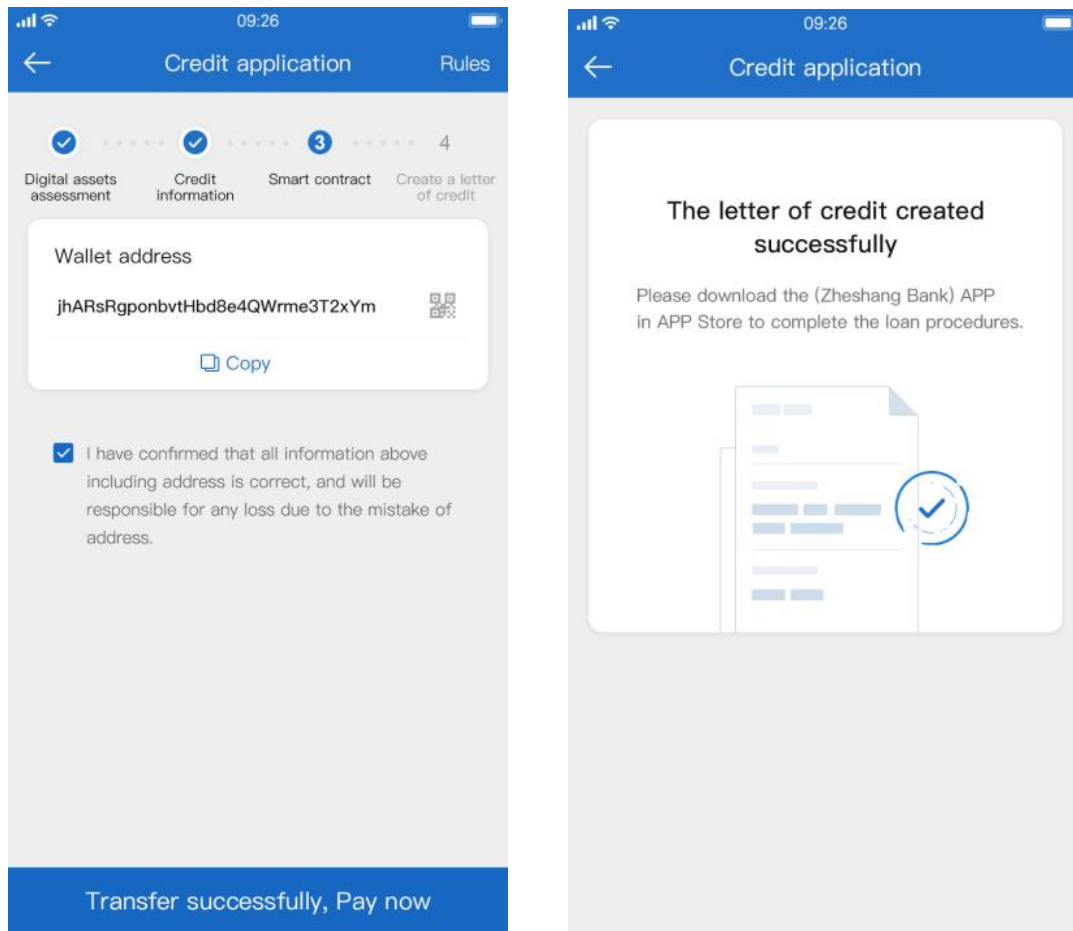 09:26
Credit application
Rules
3
4
Digital assets
assessment
Credit
information
Smart contract
Create a letter
of credit
Wallet address
jhARsRgponbvtHbd8e4QWrme3T2xYm
Copy
I have confirmed that all information above
including address is correct, and will be
responsible for any loss due to the mistake of
address.
Transfer successfully, Pay now
09:26
Credit application
The letter of credit created
successfully
Please download the (Zheshang Bank) APP
in APP Store to complete the loan procedures.